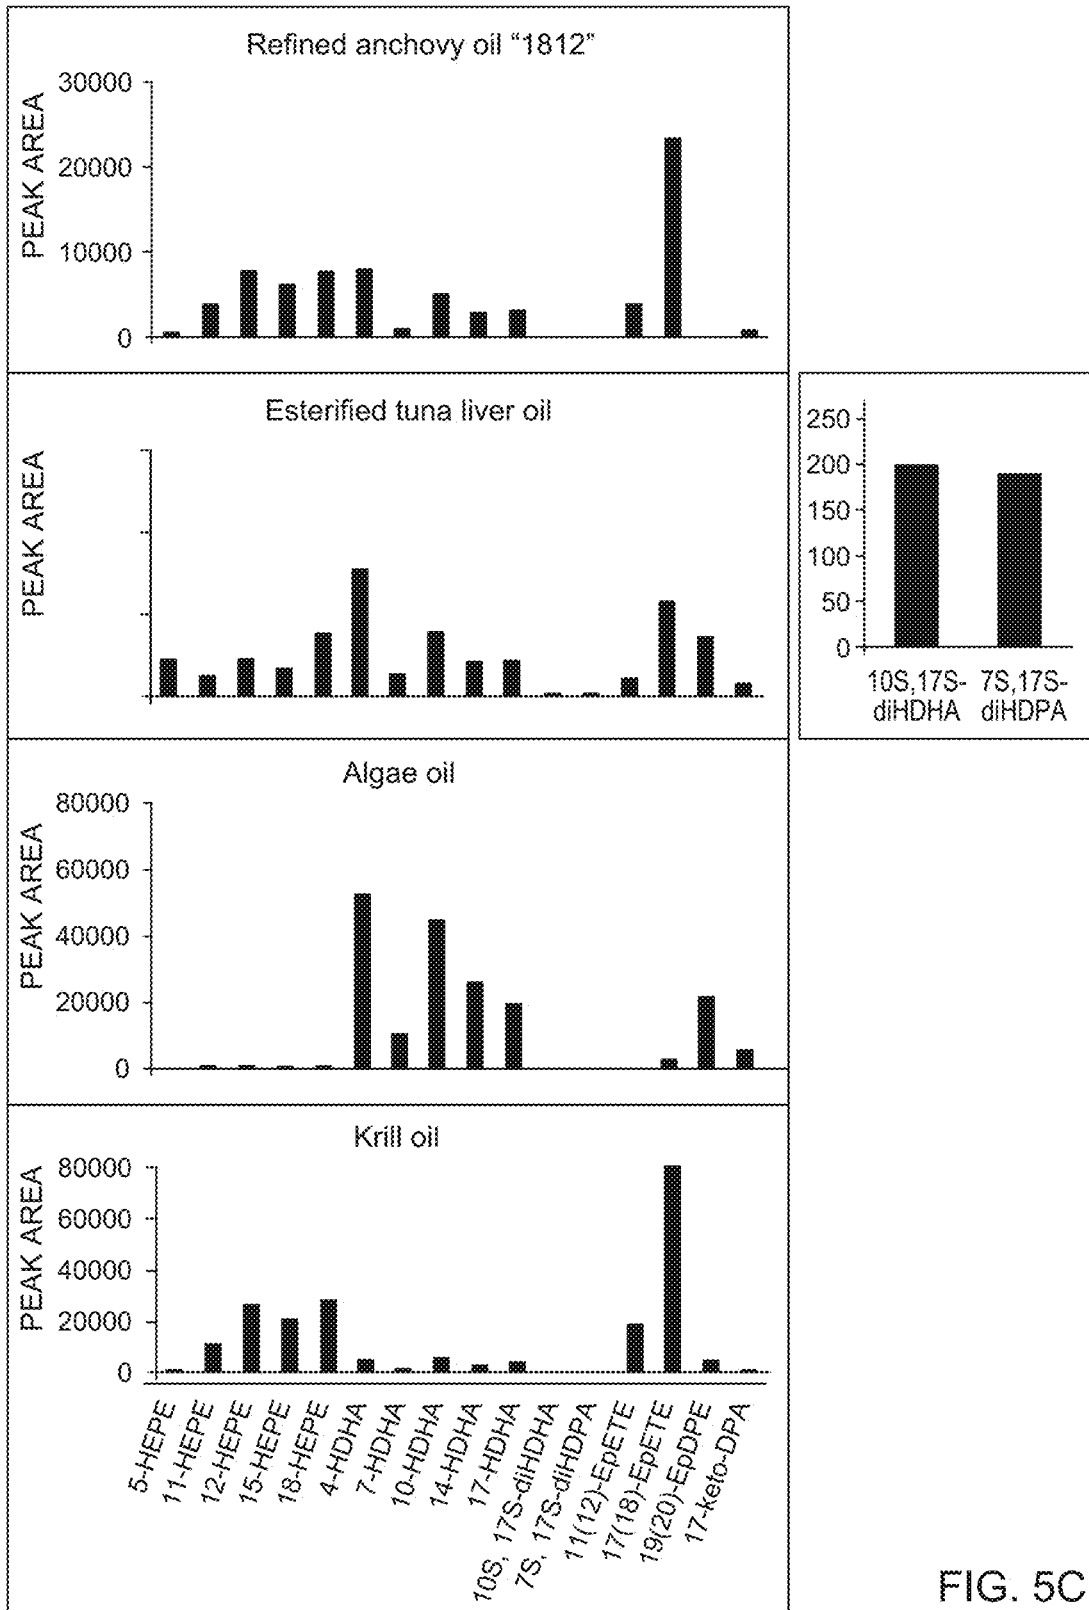 Refined anchovy oil “1812”
PEAK AREA
30000
20000
10000
0
Esterified tuna liver oil
PEAK AREA
250
200
150
100
50
0
10S,17S-
diHDHA
7S,17S-
diHDPA
Algae oil
PEAK AREA
80000
60000
40000
20000
0
Krill oil
PEAK AREA
80000
60000
40000
20000
0
5-HEPE
11-HEPE
12-HEPE
15-HEPE
18-HEPE
4-HDHA
7-HDHA
10-HDHA
14-HDHA
17-HDHA
10S, 17S-diHDHA
7S, 17S-diHDPA
11(12)-EpETE
17(18)-EpETE
19(20)-EpDPE
17-keto-DPA
FIG. 5C